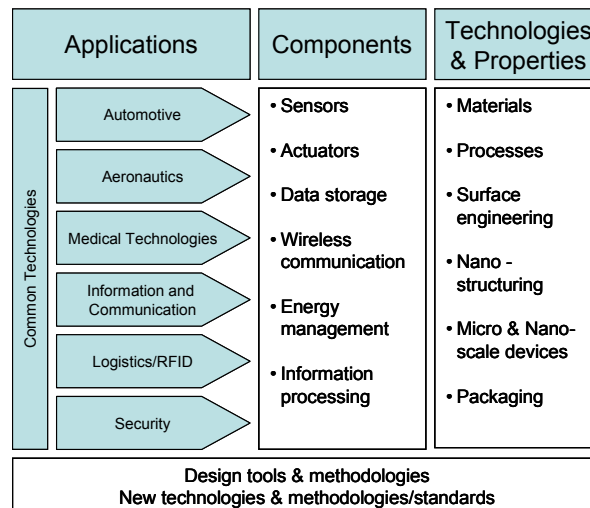 Applications
Components
Technologies
& Properties
Common Technologies
Automotive
Aeronautics
Medical Technologies
Information and
Communication
Logistics/RFID
Security
• Sensors
• Actuators
• Data storage
• Wireless
communication
• Energy
management
• Information
processing
• Materials
• Processes
• Surface
engineering
• Nano -
structuring
• Micro & Nano-
scale devices
• Packaging
Design tools & methodologies
New technologies & methodologies/standards